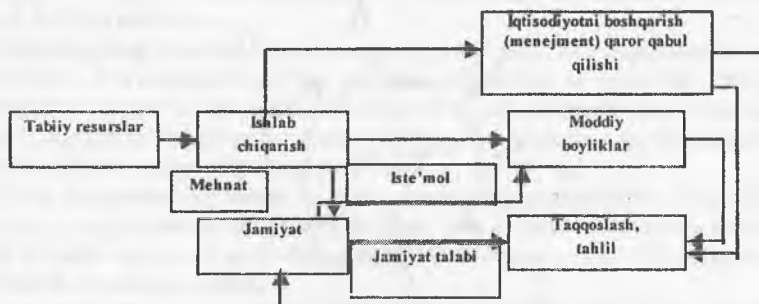 Iqtisodiyotni boshqarish
(menejment) qaror qabul
qilishi
Tabiiy resurslar
Ishlab
chiqarish
Moddiy
boyliklar
Mehnat
Iste'mol
Jamiyat
Jamiyat talabi
Taqqoslash,
tahlil